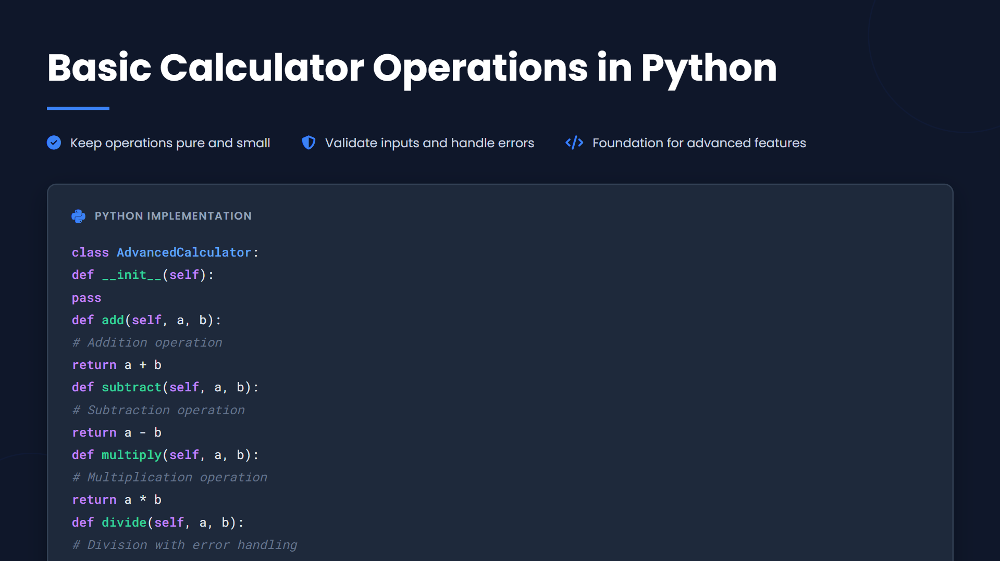 Basic Calculator Operations in Python
Keep operations pure and small
Validate inputs and handle errors
Foundation for advanced features
PYTHON IMPLEMENTATION
class AdvancedCalculator:
def __init__(self):
pass
def add(self, a, b):
# Addition operation
return a + b
def subtract(self, a, b):
# Subtraction operation
return a - b
def multiply(self, a, b):
# Multiplication operation
return a * b
def divide(self, a, b):
# Division with error handling